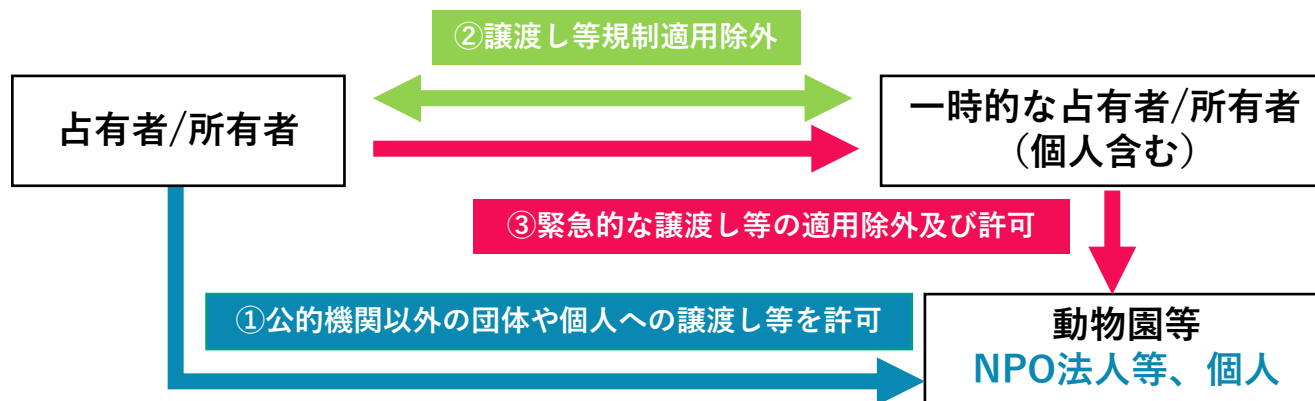 ②譲渡し等規制適用除外
占有者/所有者
一時的な占有者/所有者
（個人含む）
③緊急的な譲渡し等の適用除外及び許可
①公的機関以外の団体や個人への譲渡し等を許可
動物園等
NPO法人等、個人